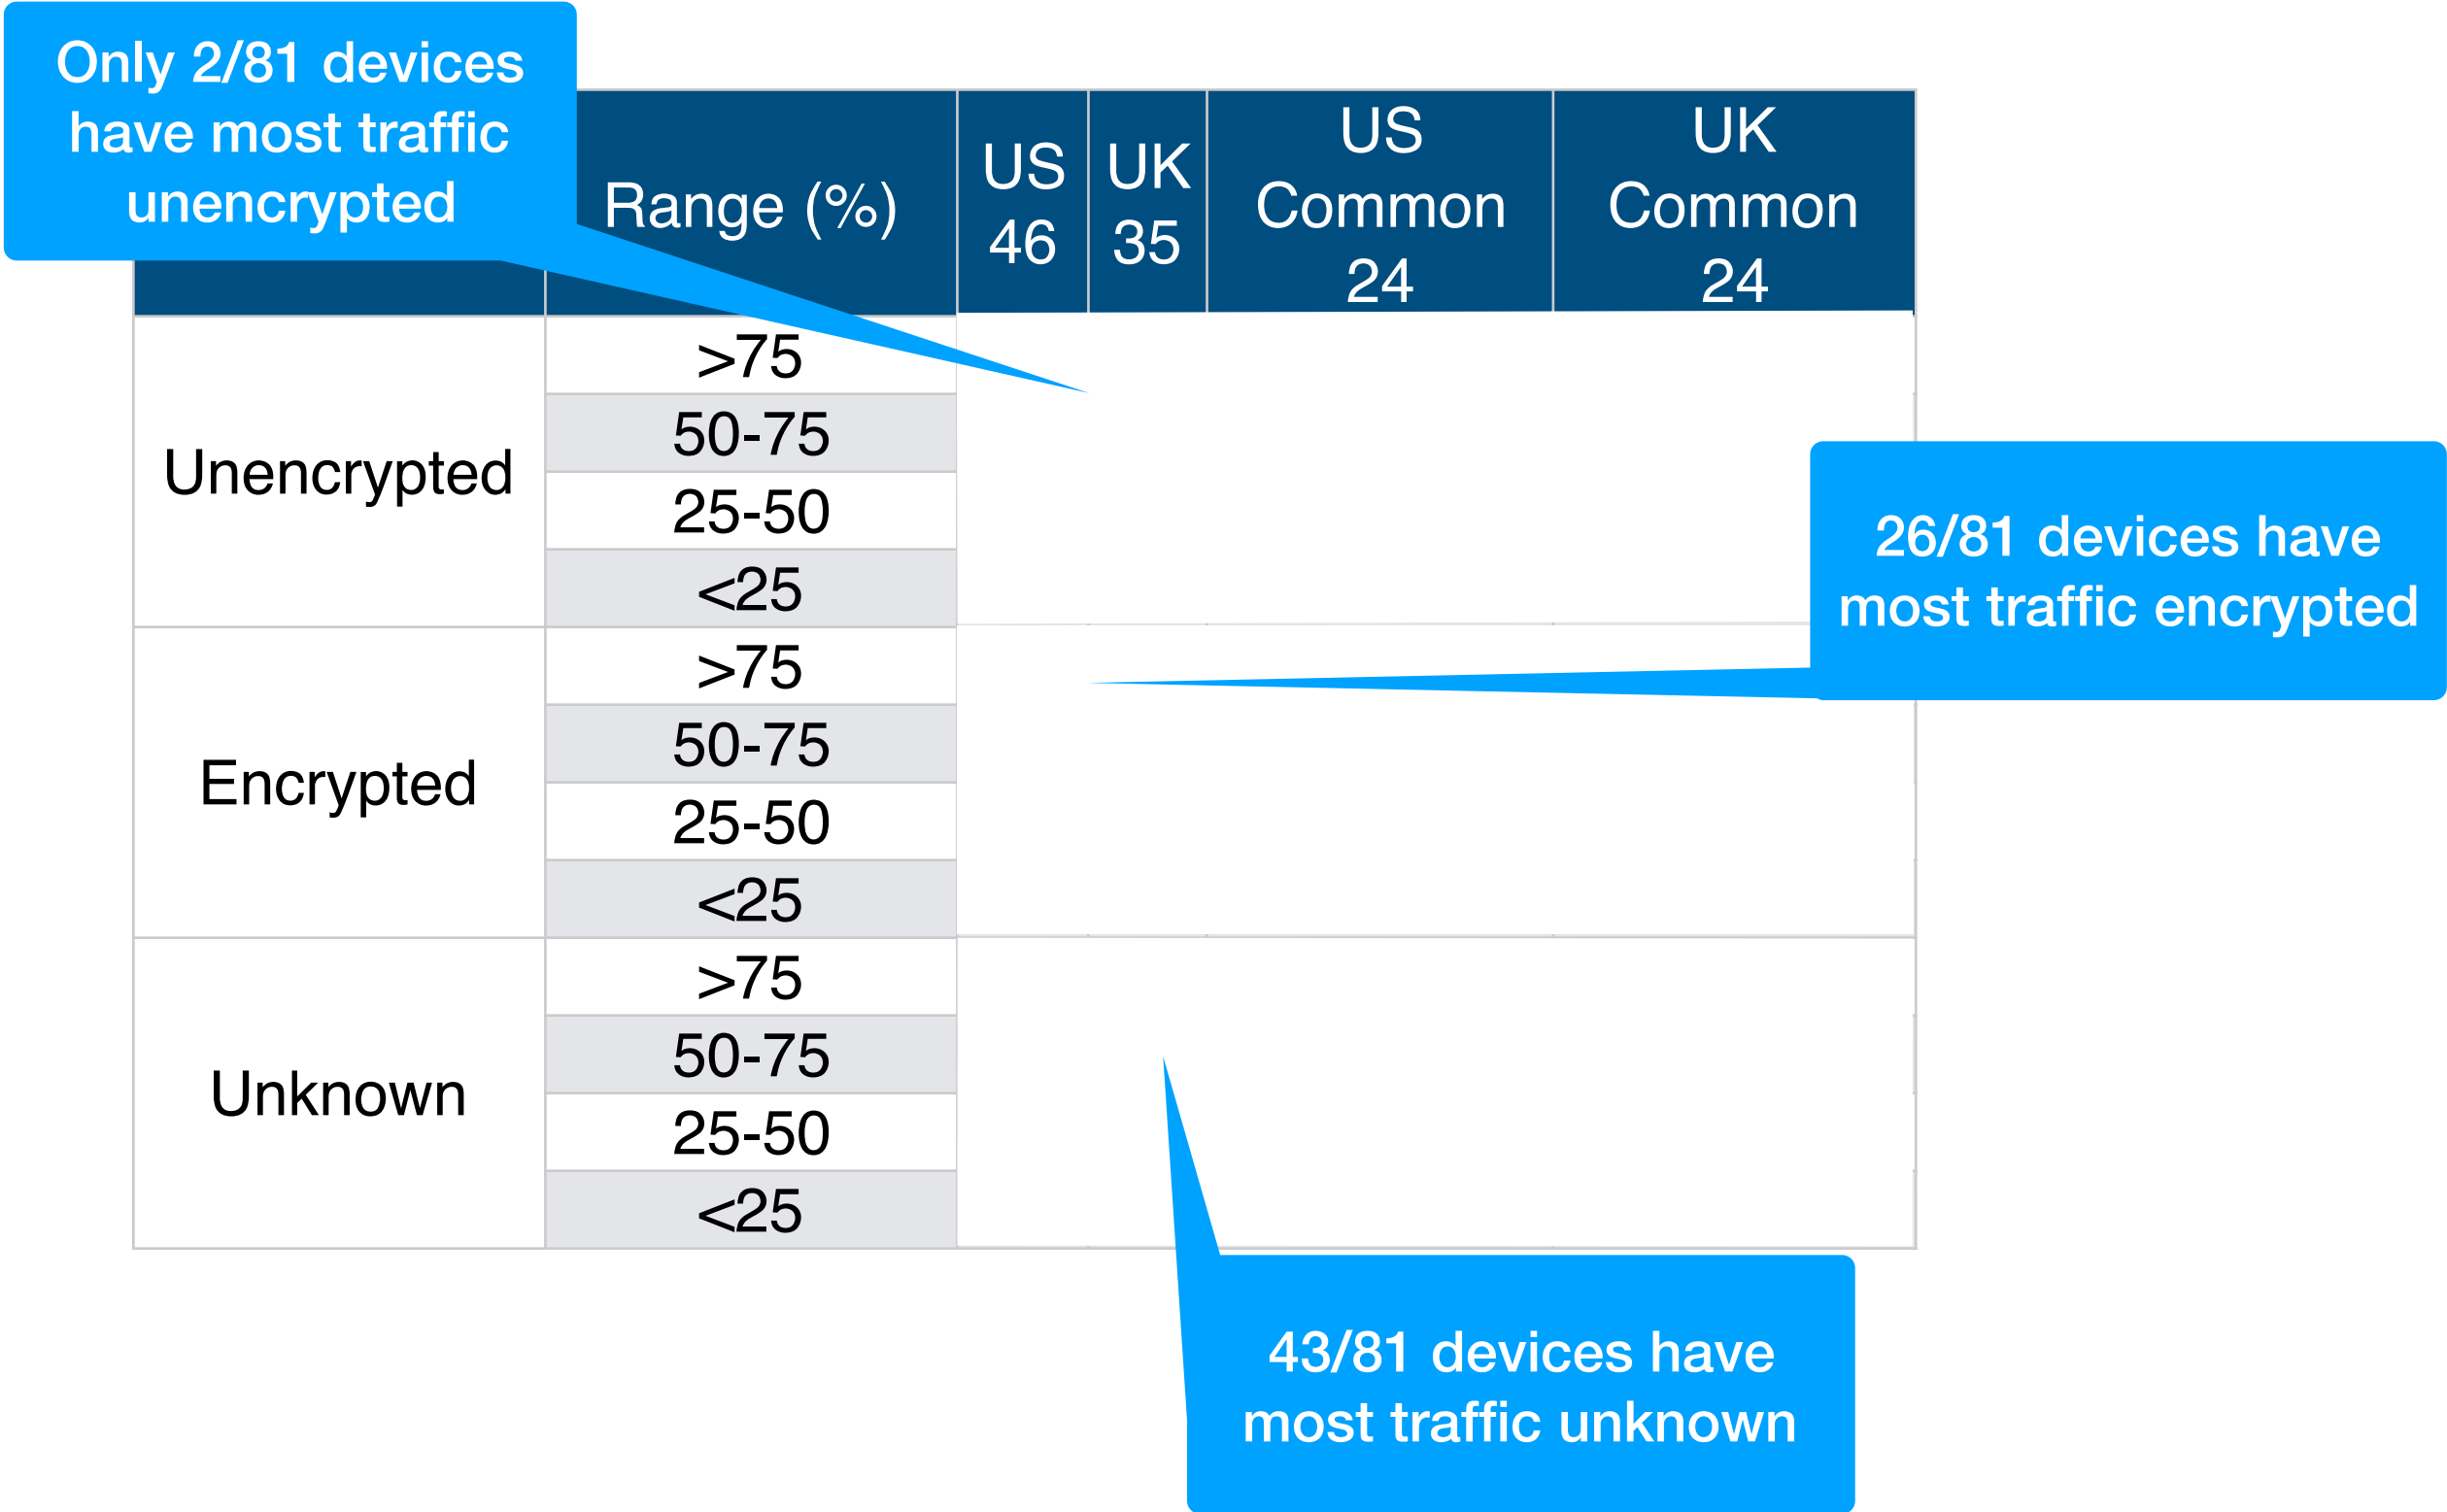 Only 2/81 devices
have most traffic
unencrypted
Range (%)
US
46
UK
35
US
Common
24
UK
Common
24
Unencrypted
>75
50-75
25-50
<25
26/81 devices have
most traffic encrypted
Encrypted
>75
50-75
25-50
<25
Unknown
>75
50-75
25-50
<25
43/81 devices have
most traffic unknown